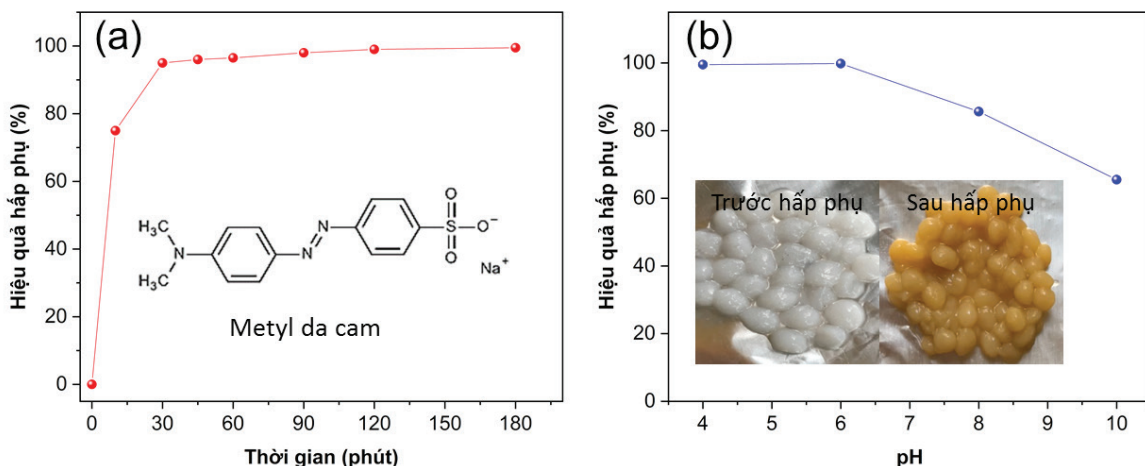 (a)
Hiệu quả hấp phụ (%)
100
80
60
40
20
0
0 30 60 90 120 150 180
Thời gian (phút)
H₃C
N
H₃C
N
N
O
S O⁻
O
Na⁺
Metyl da cam
(b)
Hiệu quả hấp phụ (%)
100
80
60
40
20
0
4 5 6 7 8 9 10
pH
Trước hấp phụ
Sau hấp phụ